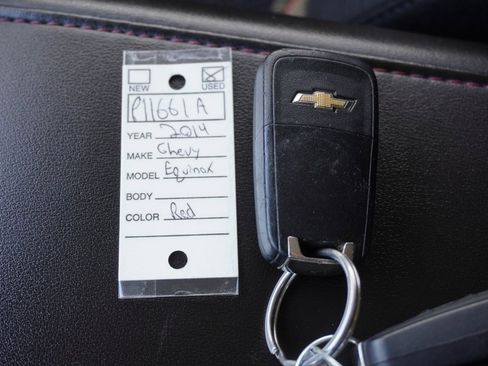 NEW USED
P11661A
YEAR 2014
MAKE Chevy
MODEL Equinox
BODY
COLOR Red